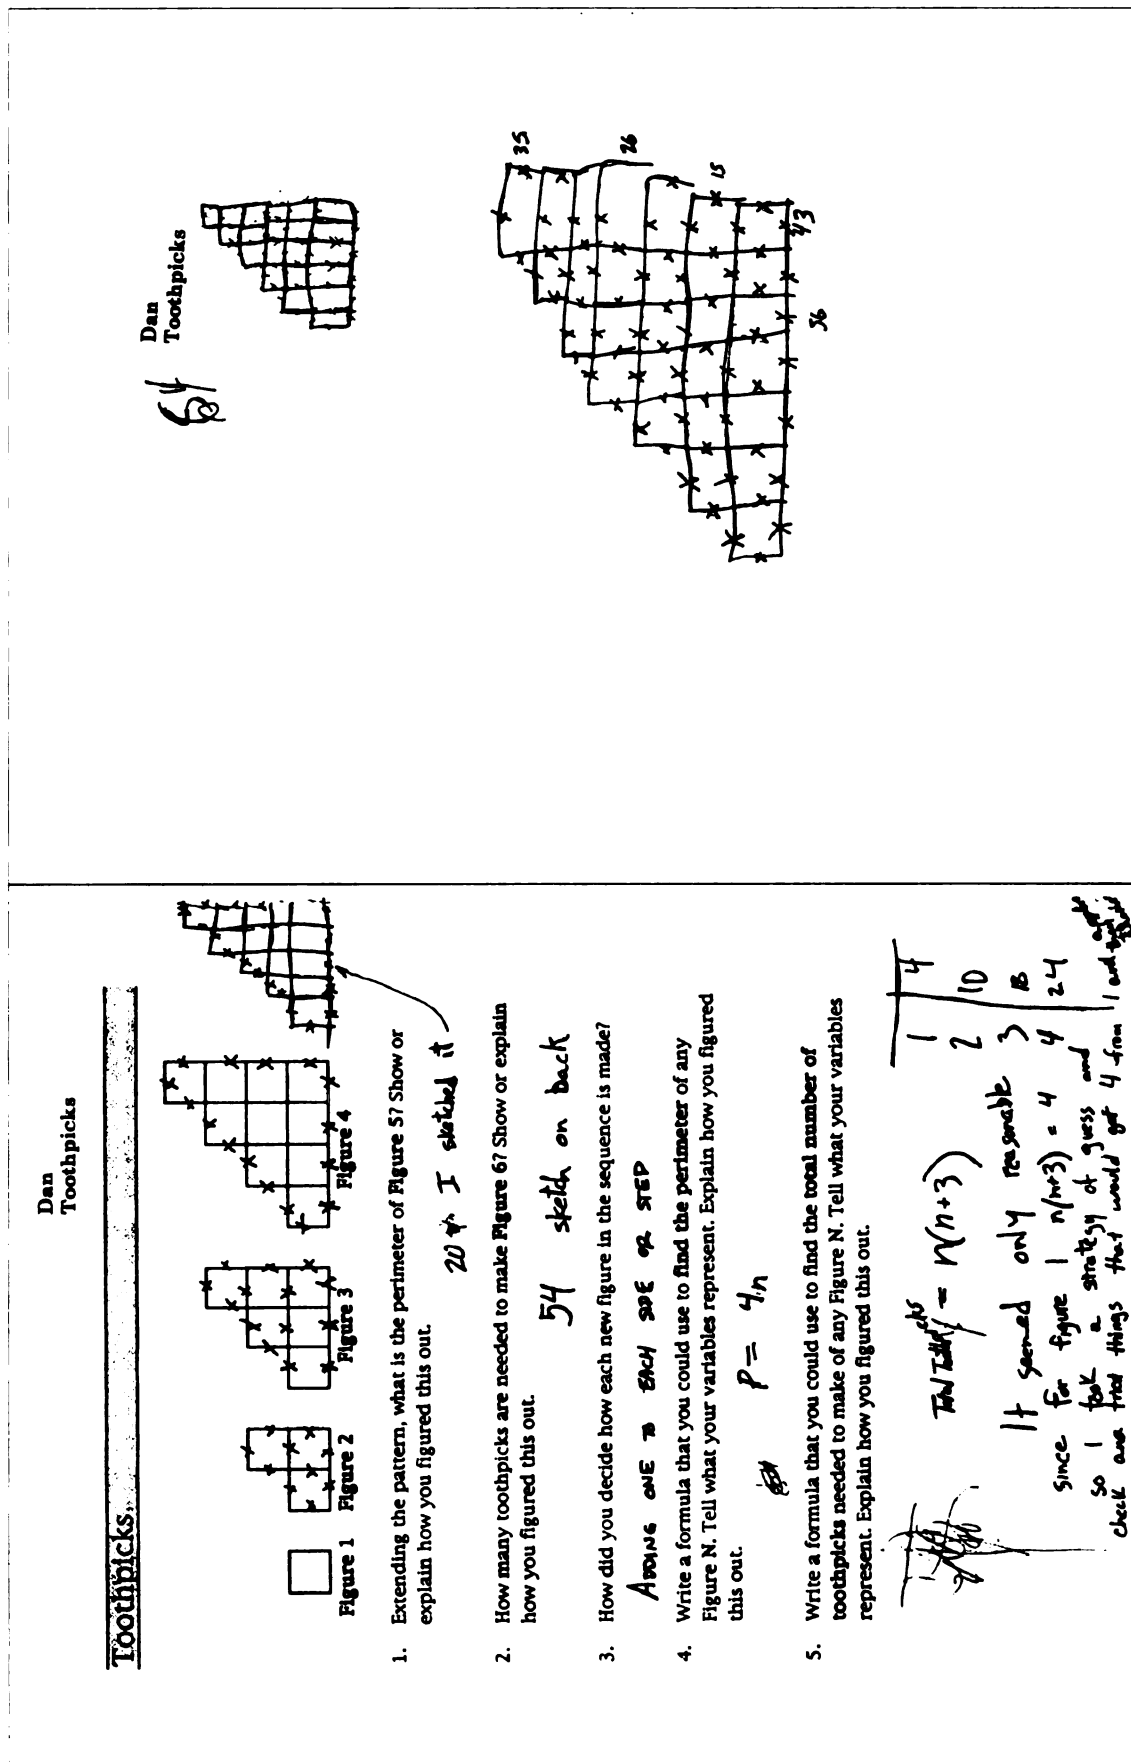 Dan
Toothpicks
Toothpicks
Figure 1
Figure 2
Figure 3
Figure 4
1. Extending the pattern, what is the perimeter of Figure 5? Show or
explain how you figured this out.
20 I sketched it
2. How many toothpicks are needed to make Figure 6? Show or explain
how you figured this out.
54 sketch on back
3. How did you decide how each new figure in the sequence is made?
ADDING ONE TO EACH SIDE OR STEP
4. Write a formula that you could use to find the perimeter of any
Figure N. Tell what your variables represent. Explain how you figured
this out.
P = 4·n
5. Write a formula that you could use to find the total number of
toothpicks needed to make of any Figure N. Tell what your variables
represent. Explain how you figured this out.
Total = n(n+3)
1 4
2 10
3 18
4 24
It seemed only reasonable
since for figure 1 n(n+3) = 4
So I took a strategy of guess and
check and tried things that would get 4 from 1 and
Dan
Toothpicks
35
26
15
43
56